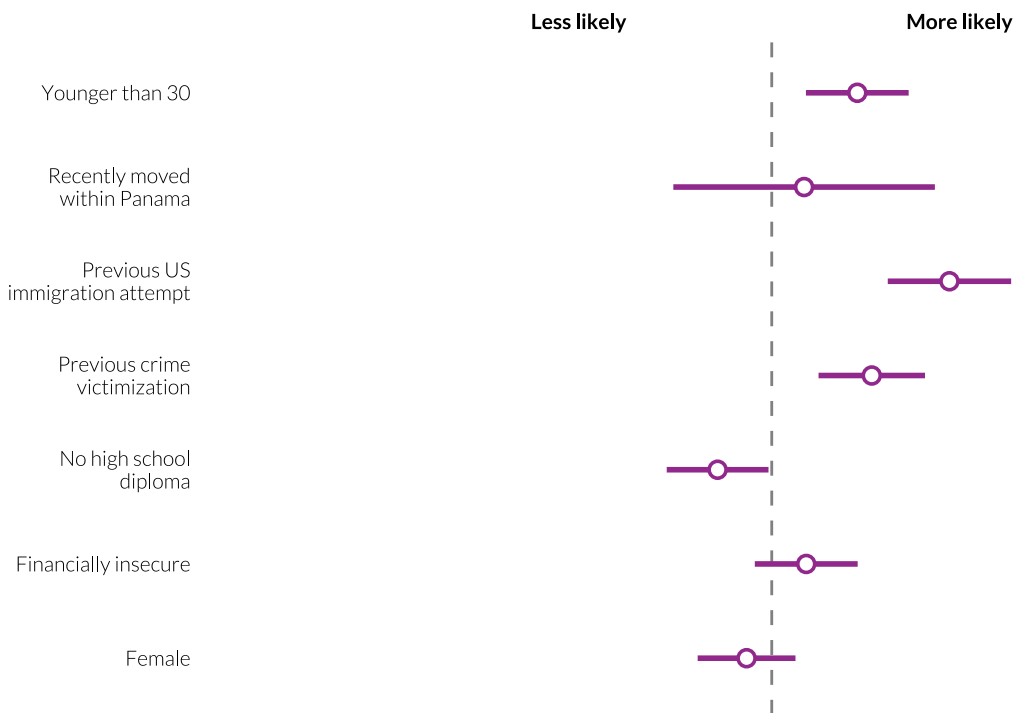 Less likely
More likely
Younger than 30
Recently moved
within Panama
Previous US
immigration attempt
Previous crime
victimization
No high school
diploma
Financially insecure
Female